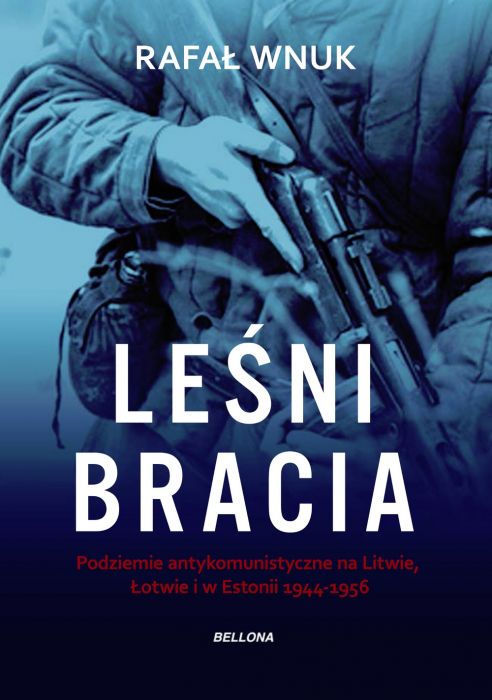 RAFAŁ WNUK
LEŚNI
BRACIA
Podziemie antykomunistyczne na Litwie,
Łotwie i w Estonii 1944-1956
BELLONA